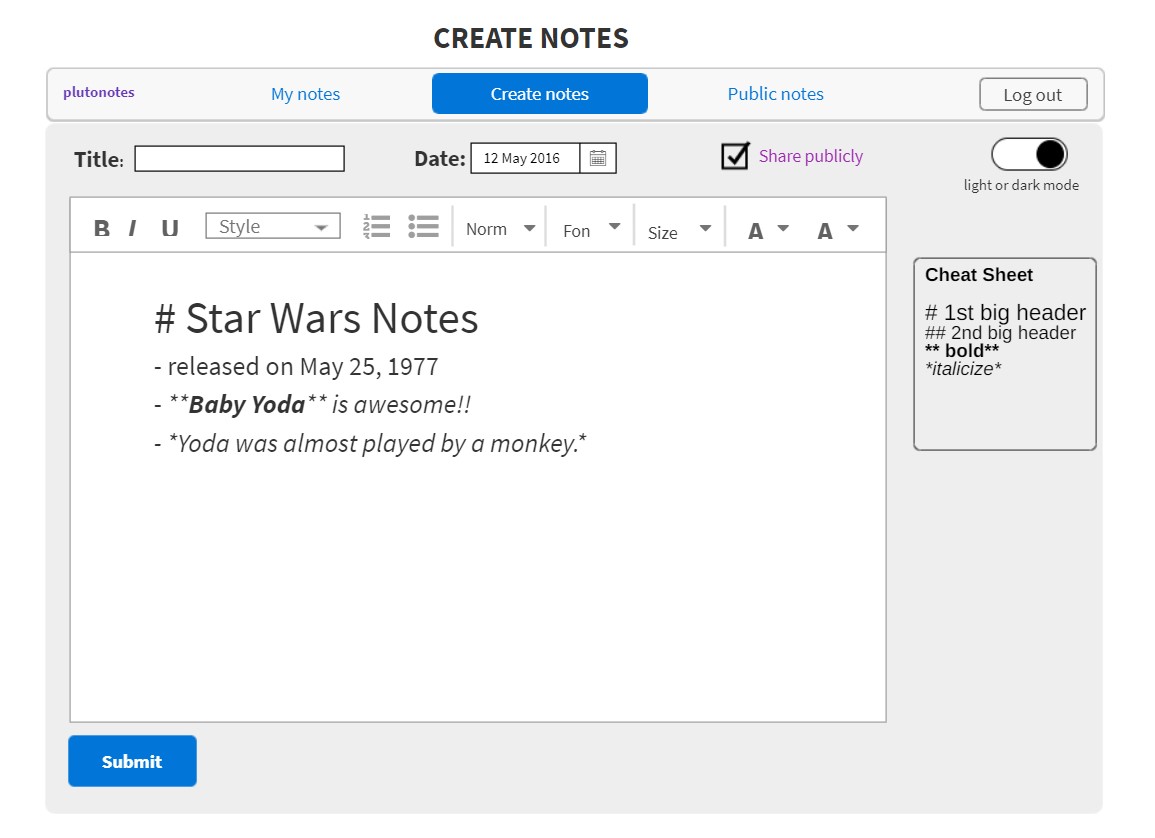 CREATE NOTES
plutonotes My notes Create notes Public notes Log out
Title: Date: 12 May 2016 Share publicly
light or dark mode
B I U Style Norm Fon Size A A
# Star Wars Notes
- released on May 25, 1977
- **Baby Yoda** is awesome!!
- *Yoda was almost played by a monkey.*
Cheat Sheet
# 1st big header
## 2nd big header
** bold**
*italicize*
Submit